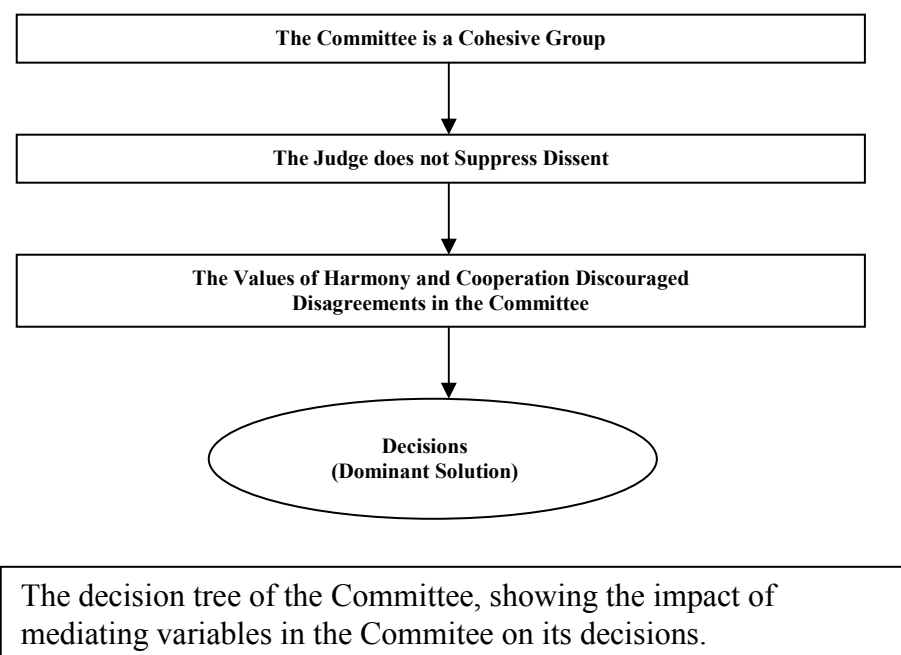 The Committee is a Cohesive Group
The Judge does not Suppress Dissent
The Values of Harmony and Cooperation Discouraged
Disagreements in the Committee
Decisions
(Dominant Solution)
The decision tree of the Committee, showing the impact of
mediating variables in the Commitee on its decisions.